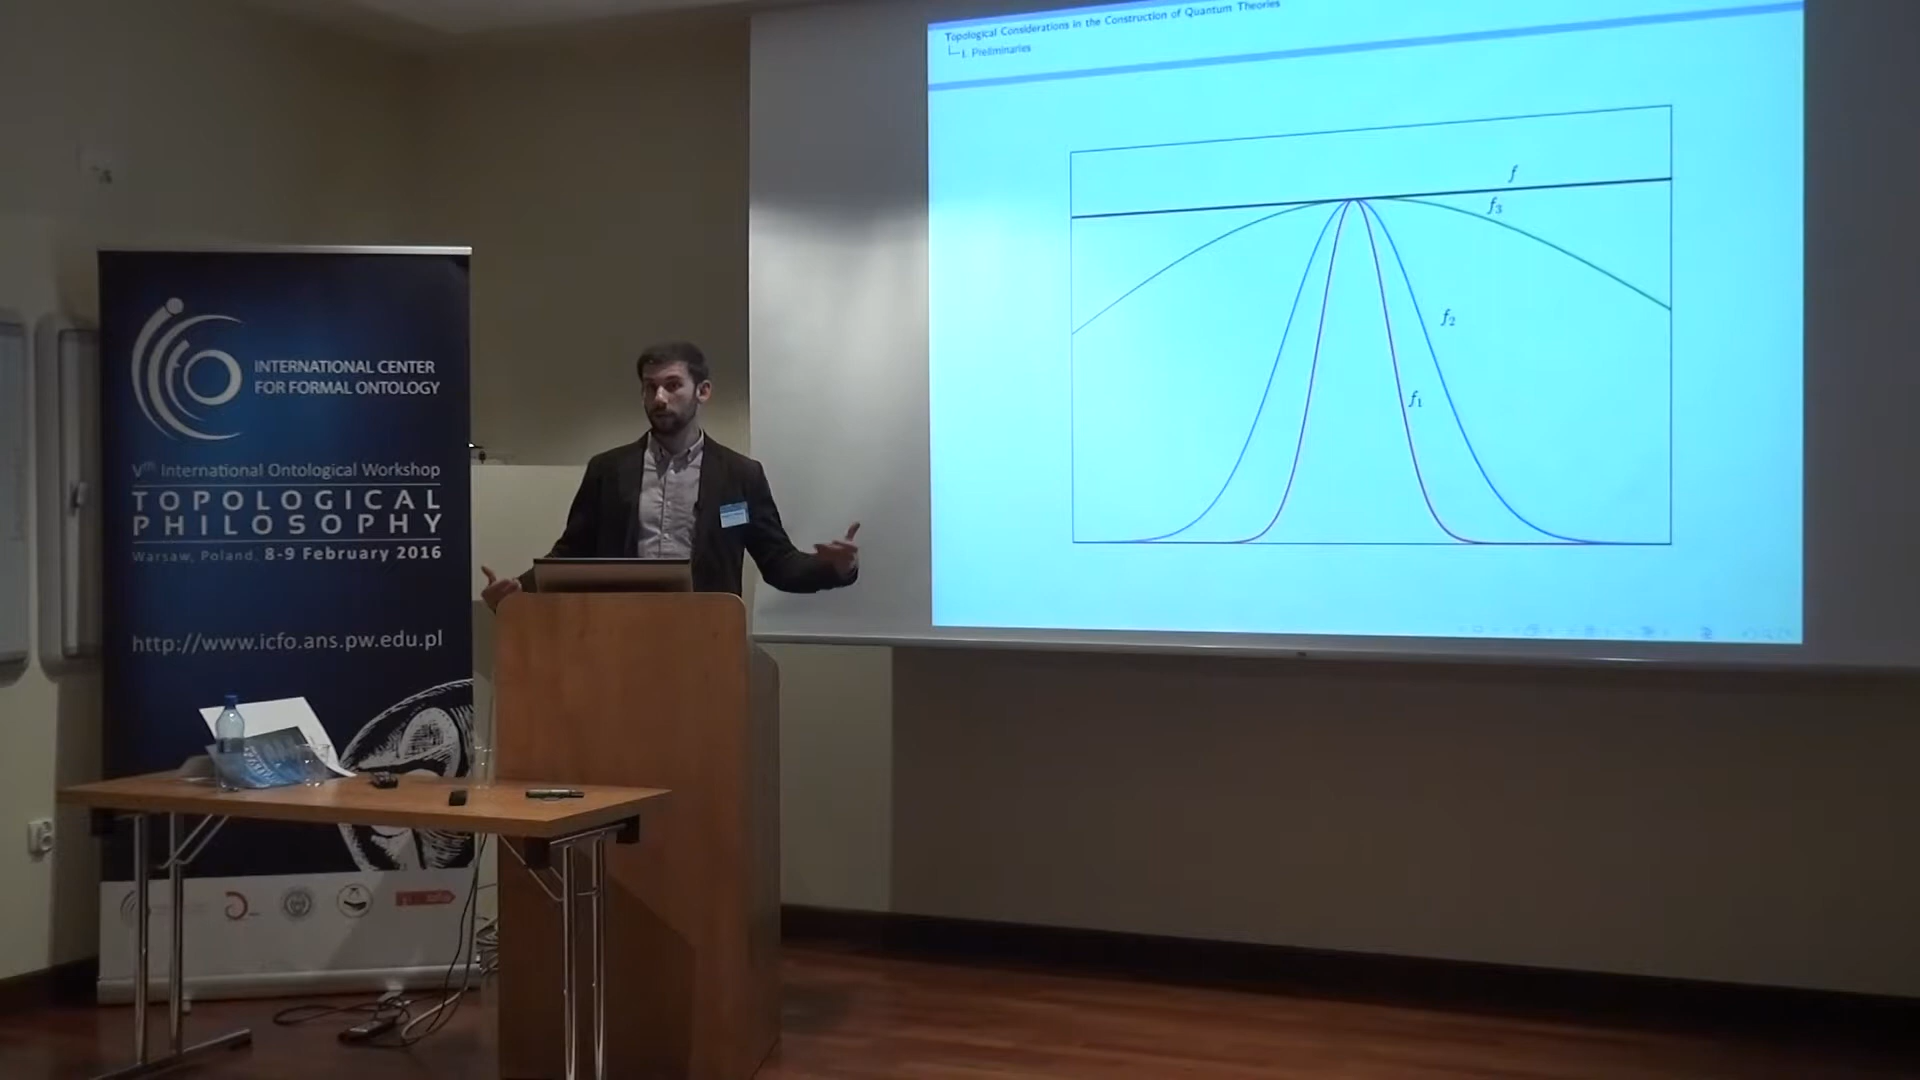 INTERNATIONAL CENTER
FOR FORMAL ONTOLOGY
Vth International Ontological Workshop
TOPOLOGICAL
PHILOSOPHY
Warsaw, Poland, 8-9 February 2016
http://www.icfo.ans.pw.edu.pl
Topological Considerations in the Construction of Quantum Theories
I. Preliminaries
f
f3
f2
f1